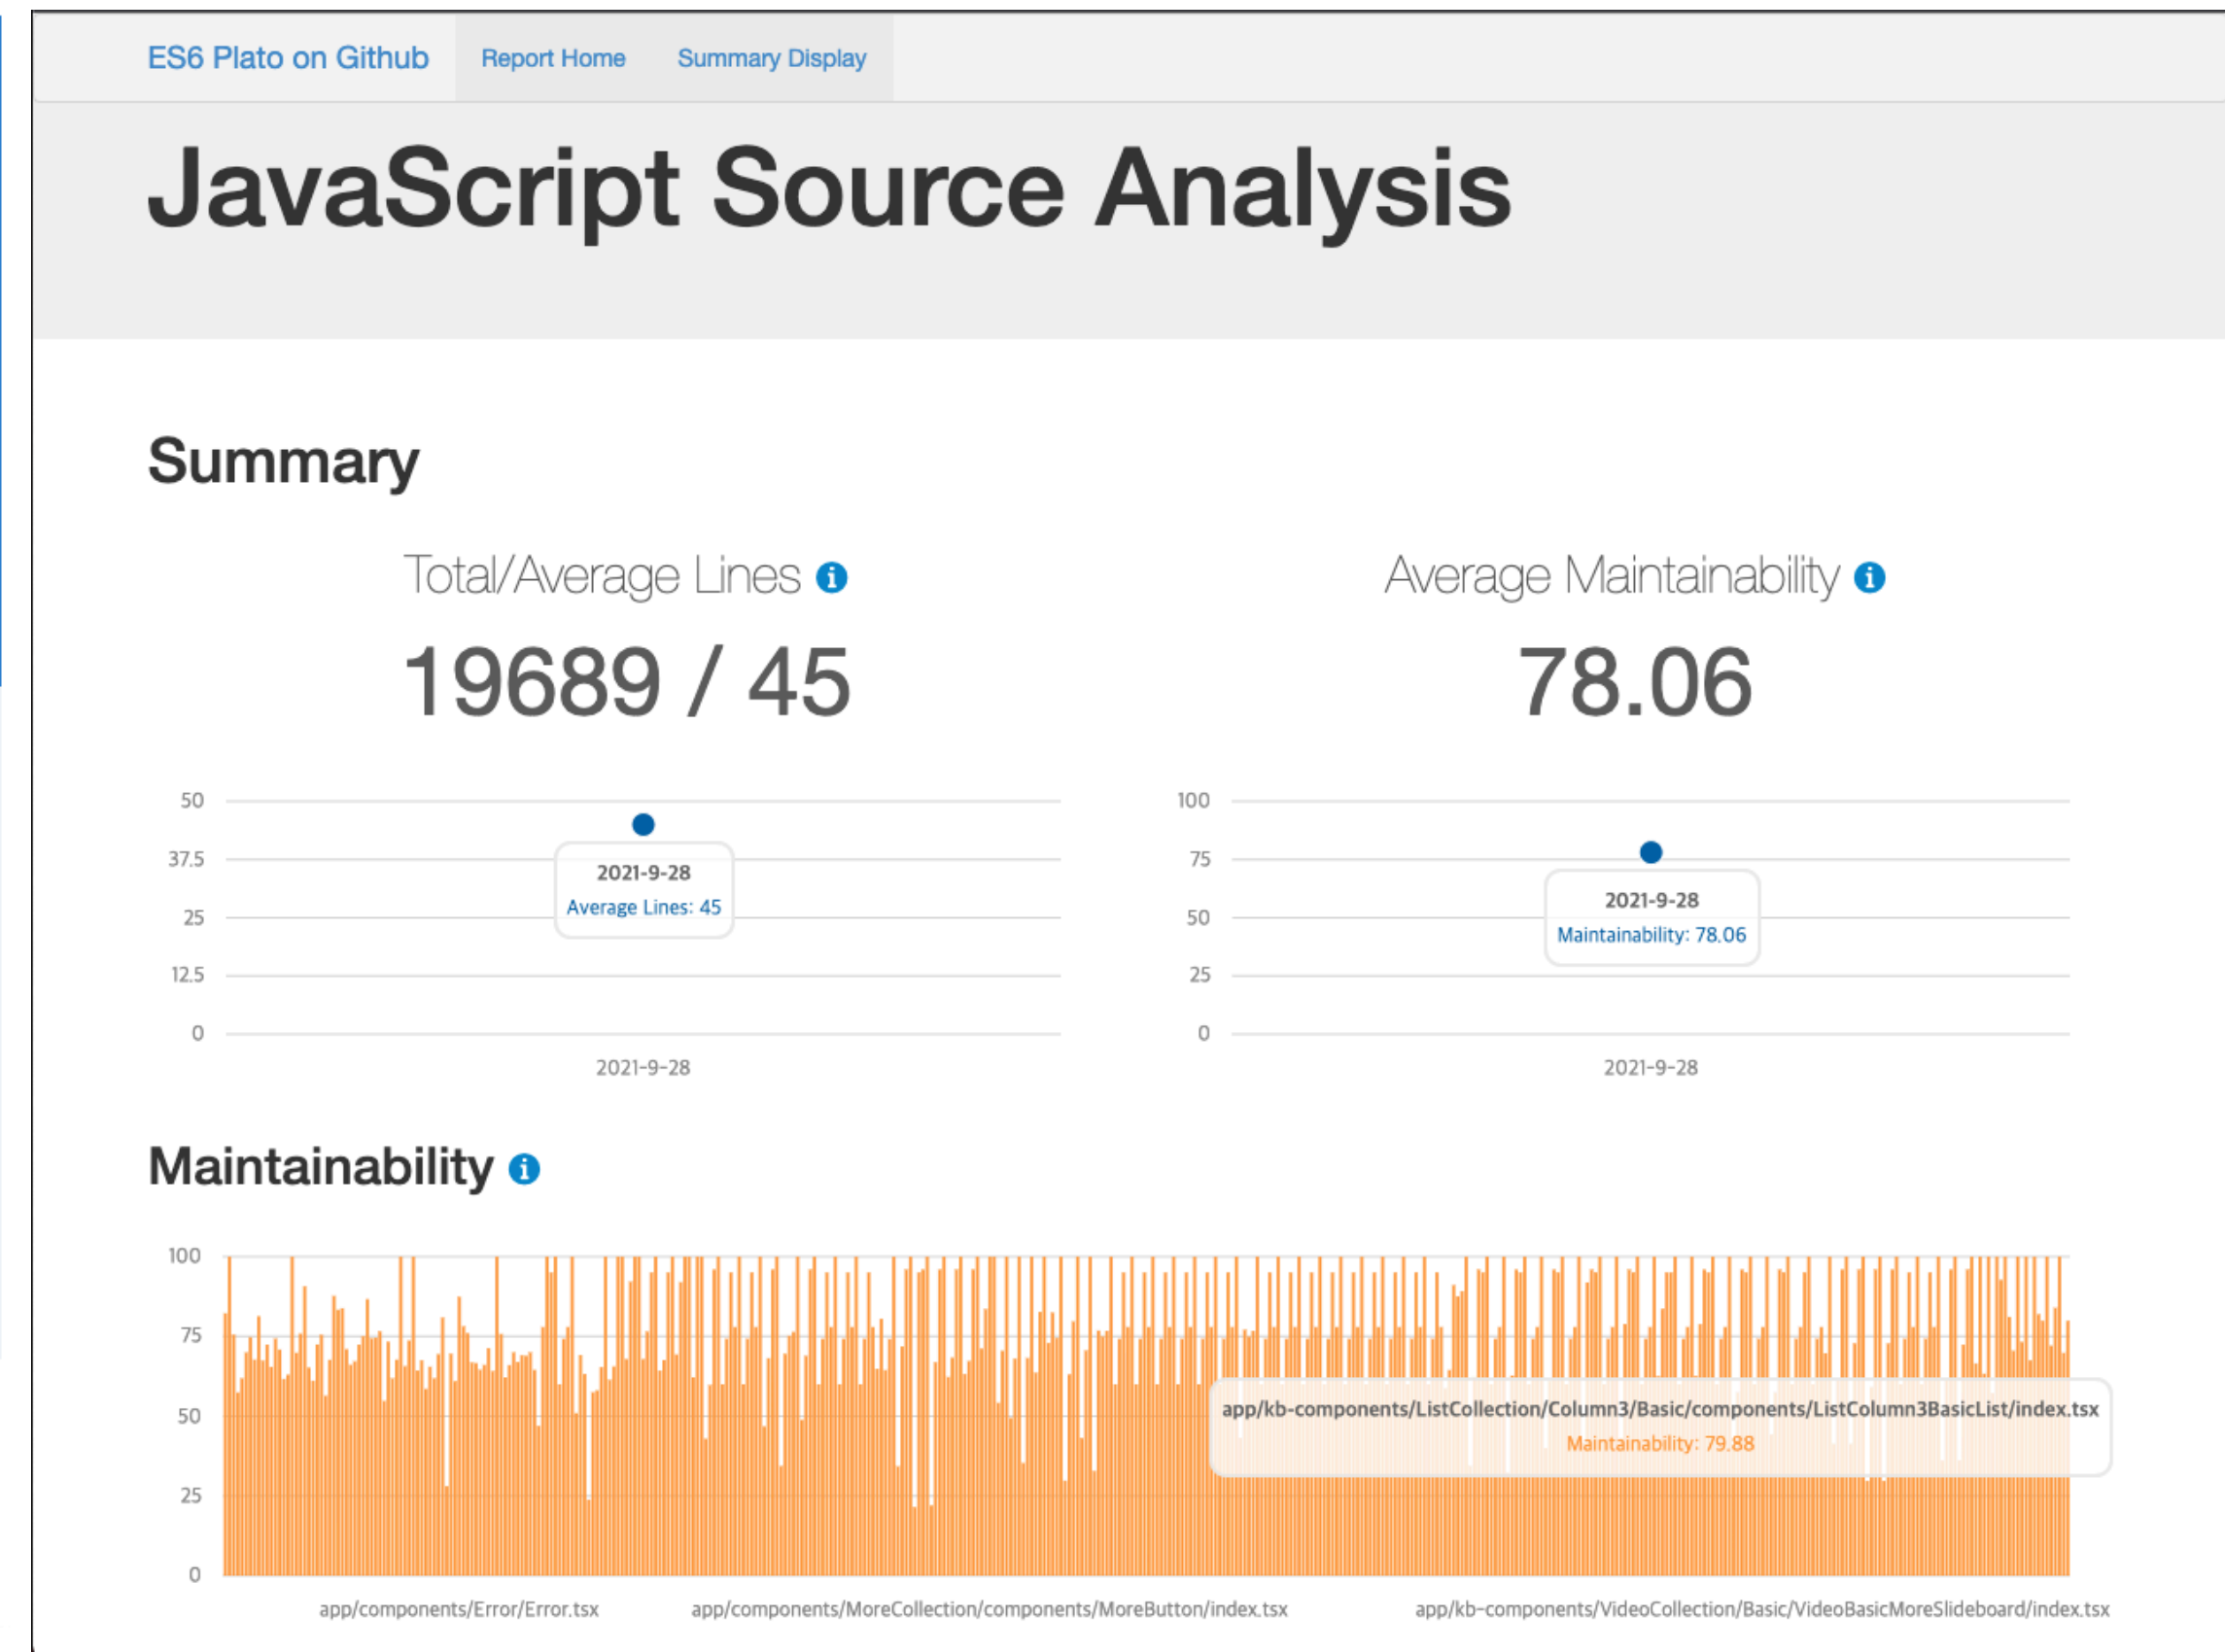 ES6 Plato on Github Report Home Summary Display
JavaScript Source Analysis
Summary
Total/Average Lines i
19689 / 45
50
37.5
25
12.5
0
2021-9-28
Average Lines: 45
2021-9-28
Average Maintainability i
78.06
100
75
50
25
0
2021-9-28
Maintainability: 78.06
2021-9-28
Maintainability i
100
75
50
25
0
app/kb-components/ListCollection/Column3/Basic/components/ListColumn3BasicList/index.tsx
Maintainability: 79.88
app/components/Error/Error.tsx
app/components/MoreCollection/components/MoreButton/index.tsx
app/kb-components/VideoCollection/Basic/VideoBasicMoreSlideboard/index.tsx